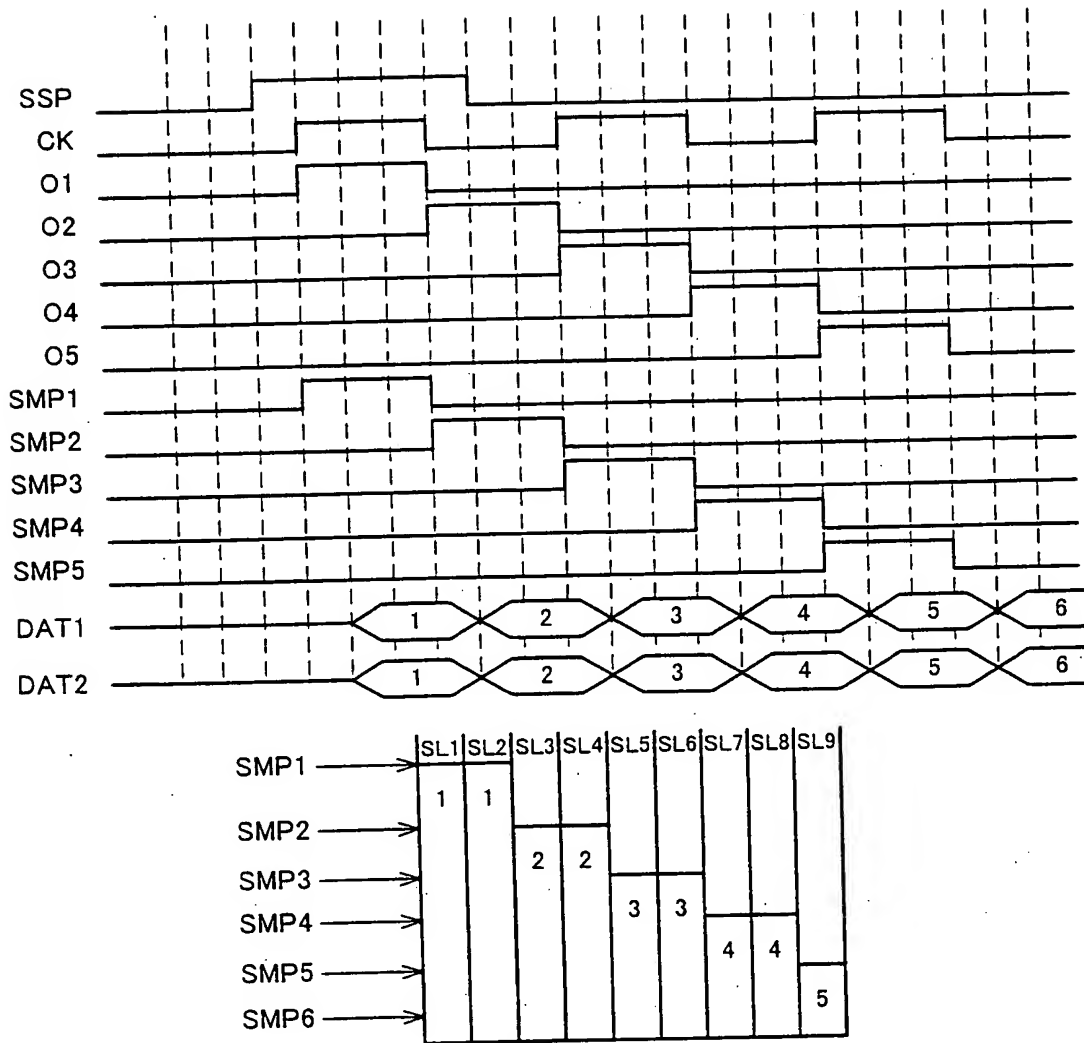 SSP
CK
O1
O2
O3
O4
O5
SMP1
SMP2
SMP3
SMP4
SMP5
DAT1 1 2 3 4 5 6
DAT2 1 2 3 4 5 6
SL1 SL2 SL3 SL4 SL5 SL6 SL7 SL8 SL9
SMP1
1 1
SMP2
2 2
SMP3
3 3
SMP4
4 4
SMP5
5
SMP6